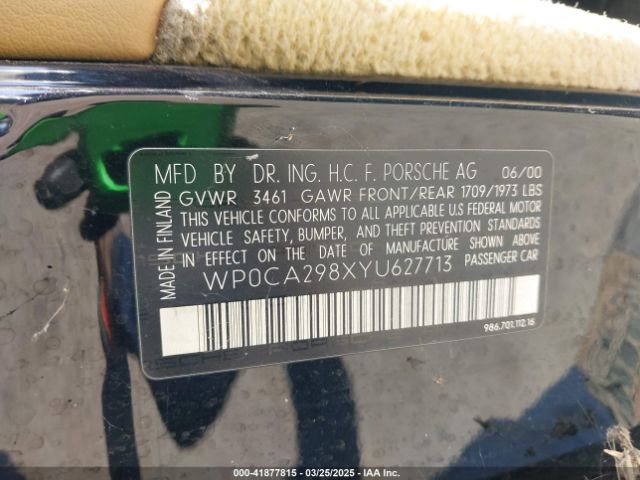 MFD BY DR. ING. H.C. F. PORSCHE AG 06/00
GVWR 3461 GAWR FRONT/REAR 1709/1973 LBS
THIS VEHICLE CONFORMS TO ALL APPLICABLE U.S FEDERAL MOTOR
VEHICLE SAFETY, BUMPER, AND THEFT PREVENTION STANDARDS
IN EFFECT ON THE DATE OF MANUFACTURE SHOWN ABOVE
WP0CA298XYU627713 PASSENGER CAR
MADE IN FINLAND
986.701.112.16
000-41877815 / 03/25/2025 / IAA Inc.